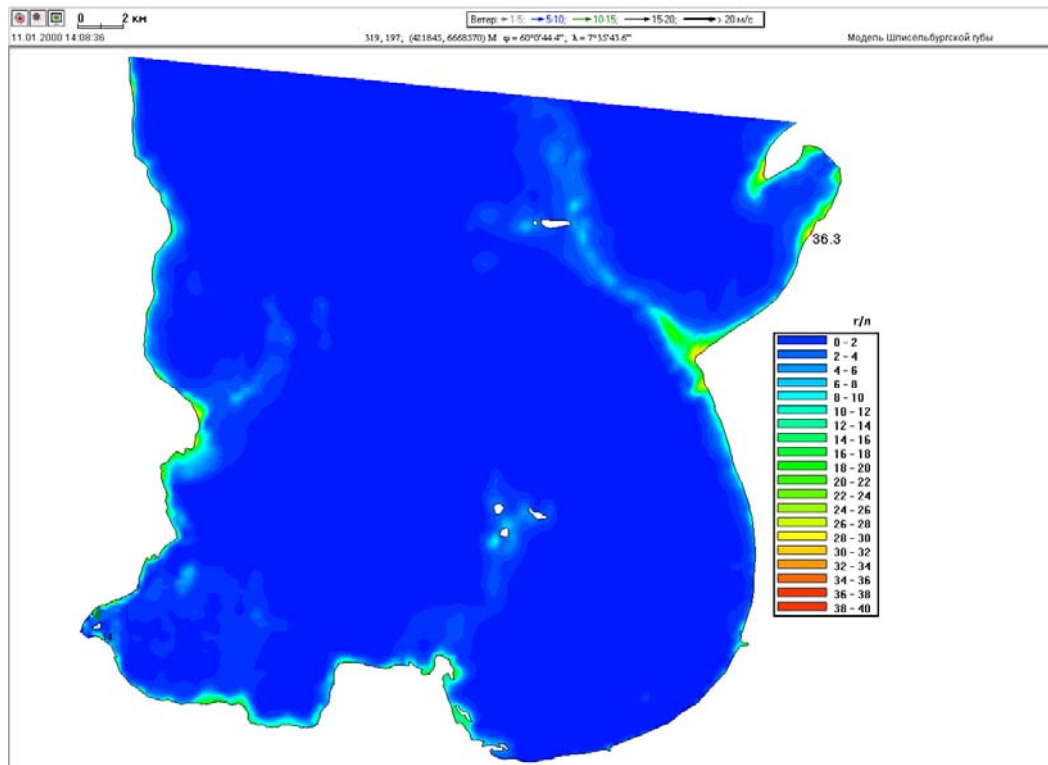 0 2 км
Ветер: 1-5; 5-10; 10-15; 15-20; > 20 м/с
11.01.2000 14:08:36
319, 197; (421845, 6668570) М φ = 60°0'44.4", λ = 7°35'43.6"
Модель Шлисельбургской губы
36.3
г/л
0 - 2
2 - 4
4 - 6
6 - 8
8 - 10
10 - 12
12 - 14
14 - 16
16 - 18
18 - 20
20 - 22
22 - 24
24 - 26
26 - 28
28 - 30
30 - 32
32 - 34
34 - 36
36 - 38
38 - 40